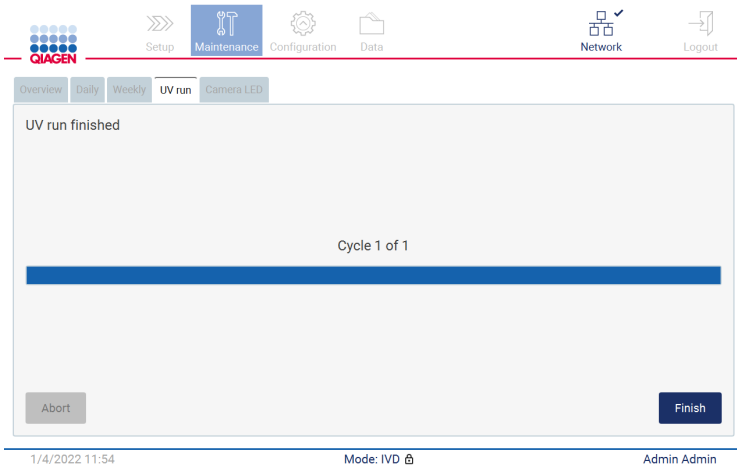 QIAGEN
Setup
Maintenance
Configuration
Data
Network
Logout
Overview
Daily
Weekly
UV run
Camera LED
UV run finished
Cycle 1 of 1
Abort
Finish
1/4/2022 11:54
Mode: IVD
Admin Admin